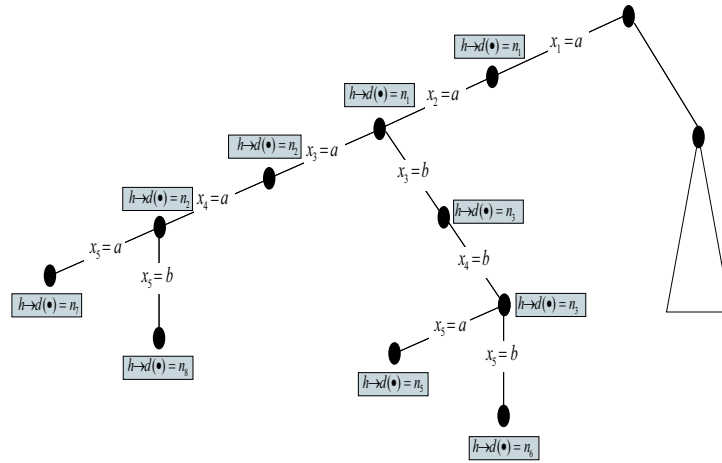 x₁=a
h→d(•) = n₁
x₂=a
h→d(•) = n₁
x₃=a
h→d(•) = n₂
x₃=b
h→d(•) = n₂
x₄=a
h→d(•) = n₃
x₅=a
x₄=b
x₅=b
h→d(•) = n₇
h→d(•) = n₃
x₅=a
x₅=b
h→d(•) = n₈
h→d(•) = n₅
h→d(•) = n₆